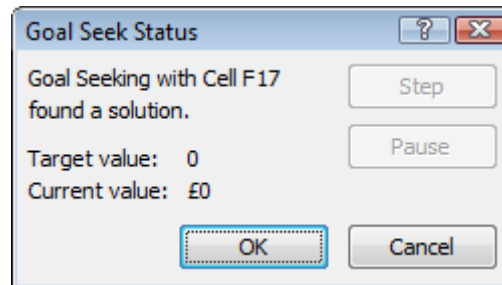 Goal Seek Status
Goal Seeking with Cell F17
found a solution.
Step
Pause
Target value: 0
Current value: £0
OK
Cancel